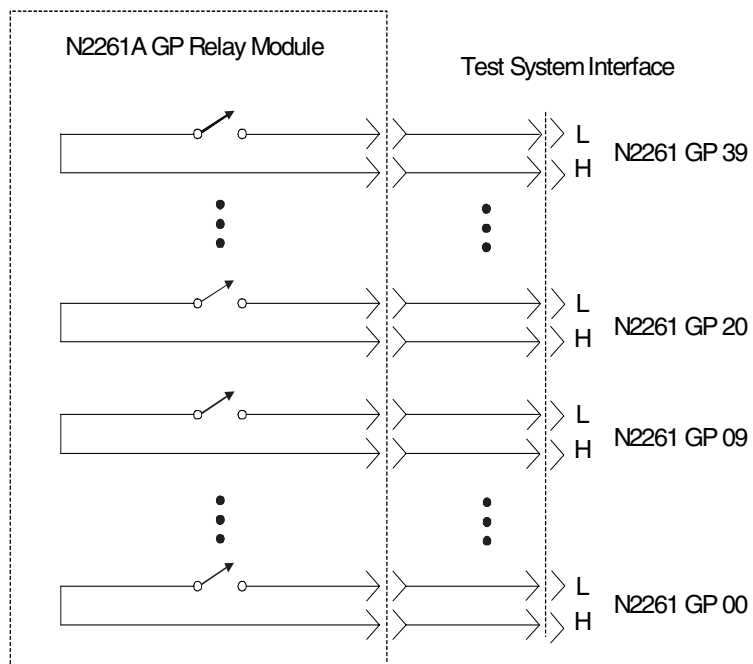 N2261A GP Relay Module
Test System Interface
L
H
N2261 GP 39
L
H
N2261 GP 20
L
H
N2261 GP 09
L
H
N2261 GP 00